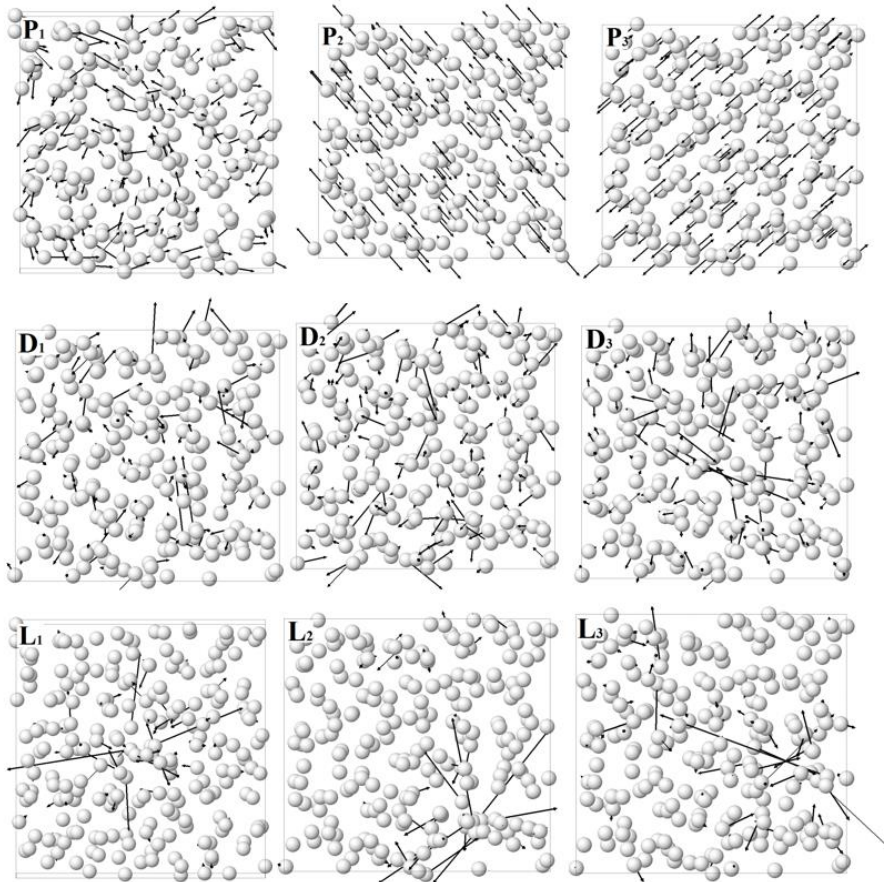 P₁ P₂ P₃
D₁ D₂ D₃
L₁ L₂ L₃